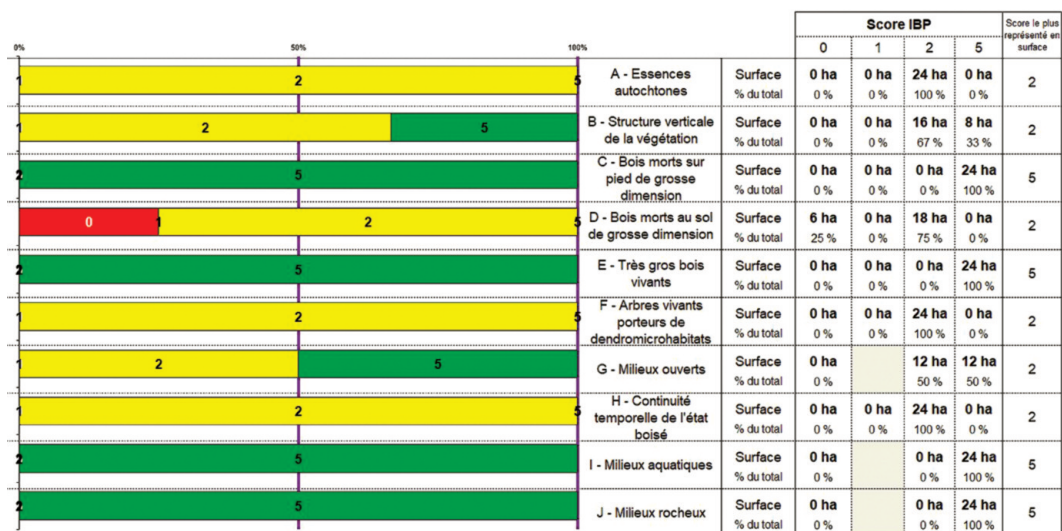 Score IBP
Score le plus
représenté en
surface
0 1 2 5
0% 50% 100%
1 2 5
A - Essences
autochtones
Surface 0 ha 0 ha 24 ha 0 ha
% du total 0 % 0 % 100 % 0 %
2
1 2 5
B - Structure verticale
de la végétation
Surface 0 ha 0 ha 16 ha 8 ha
% du total 0 % 0 % 67 % 33 %
2
2 5
C - Bois morts sur
pied de grosse
dimension
Surface 0 ha 0 ha 0 ha 24 ha
% du total 0 % 0 % 0 % 100 %
5
0 1 2 5
D - Bois morts au sol
de grosse dimension
Surface 6 ha 0 ha 18 ha 0 ha
% du total 25 % 0 % 75 % 0 %
2
2 5
E - Très gros bois
vivants
Surface 0 ha 0 ha 0 ha 24 ha
% du total 0 % 0 % 0 % 100 %
5
1 2 5
F - Arbres vivants
porteurs de
dendromicrohabitats
Surface 0 ha 0 ha 24 ha 0 ha
% du total 0 % 0 % 100 % 0 %
2
1 2 5
G - Milieux ouverts
Surface 0 ha 12 ha 12 ha
% du total 0 % 50 % 50 %
2
1 2 5
H - Continuité
temporelle de l'état
boisé
Surface 0 ha 0 ha 24 ha 0 ha
% du total 0 % 0 % 100 % 0 %
2
2 5
I - Milieux aquatiques
Surface 0 ha 0 ha 24 ha
% du total 0 % 0 % 100 %
5
2 5
J - Milieux rocheux
Surface 0 ha 0 ha 24 ha
% du total 0 % 0 % 100 %
5